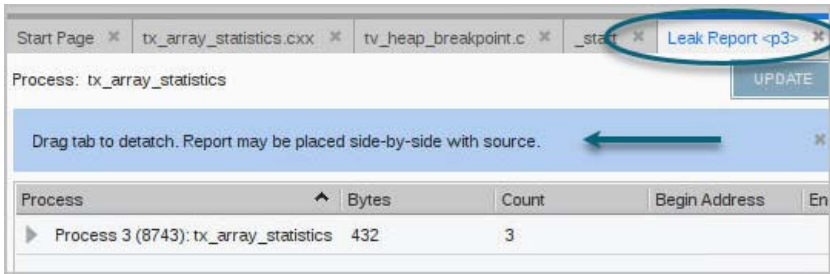 Start Page tx_array_statistics.cxx tv_heap_breakpoint.c _start Leak Report <p3>
Process: tx_array_statistics UPDATE
Drag tab to detatch. Report may be placed side-by-side with source.
Process Bytes Count Begin Address En
Process 3 (8743): tx_array_statistics 432 3